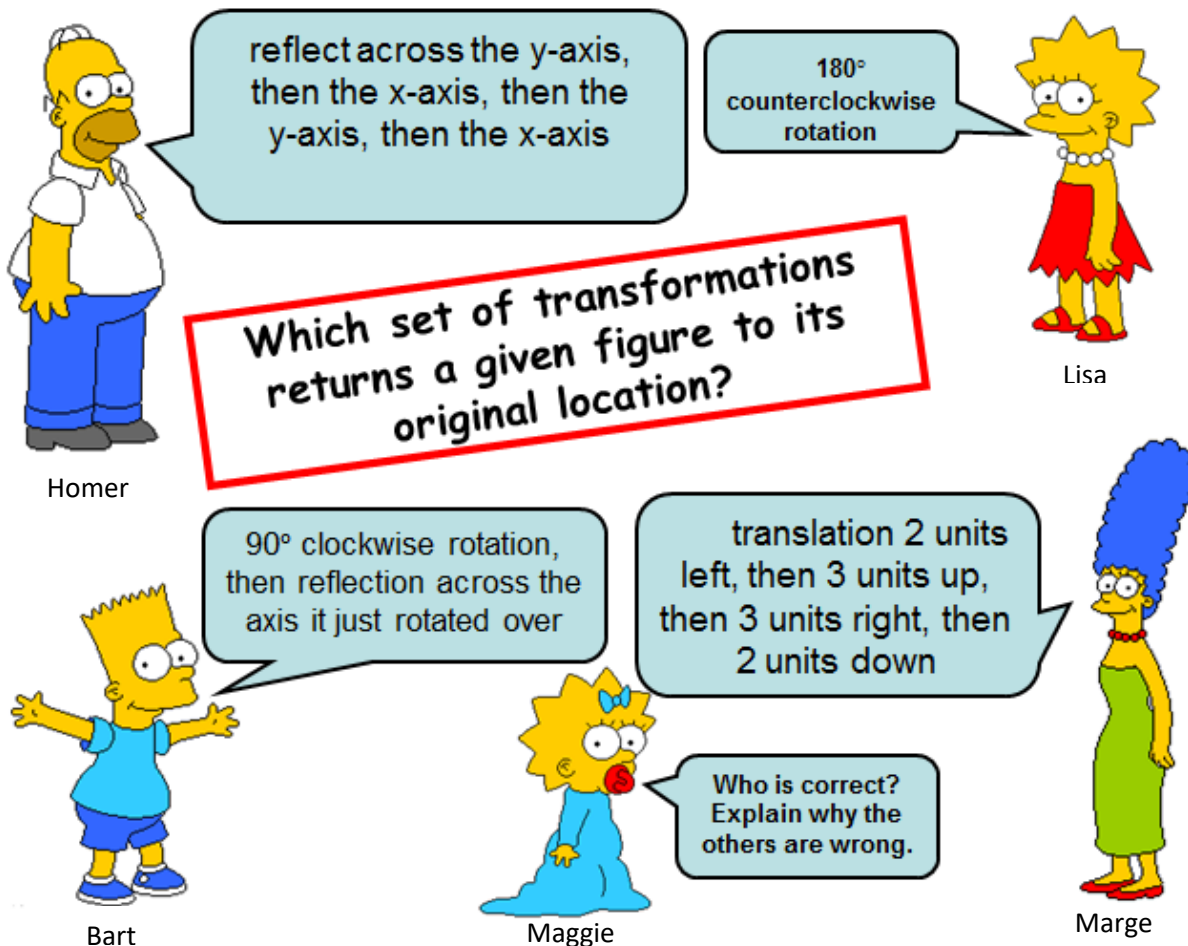 reflect across the y-axis,
then the x-axis, then the
y-axis, then the x-axis
180°
counterclockwise
rotation
Which set of transformations
returns a given figure to its
original location?
Lisa
Homer
90° clockwise rotation,
then reflection across the
axis it just rotated over
translation 2 units
left, then 3 units up,
then 3 units right, then
2 units down
S
Who is correct?
Explain why the
others are wrong.
Bart
Maggie
Marge